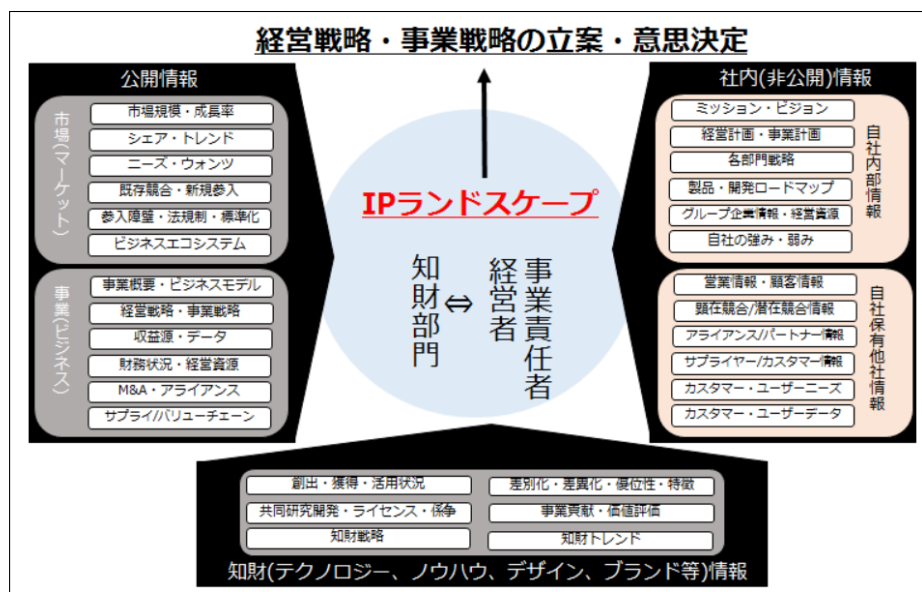 経営戦略・事業戦略の立案・意思決定
公開情報
市場(マーケット)
市場規模・成長率
シェア・トレンド
ニーズ・ウォンツ
既存競合・新規参入
参入障壁・法規制・標準化
ビジネスエコシステム
事業(ビジネス)
事業概要・ビジネスモデル
経営戦略・事業戦略
収益源・データ
財務状況・経営資源
M&A・アライアンス
サプライ/バリューチェーン
IPランドスケープ
知財部門
⇔
経営者
事業責任者
社内(非公開)情報
ミッション・ビジョン
経営計画・事業計画
各部門戦略
製品・開発ロードマップ
グループ企業情報・経営資源
自社の強み・弱み
自社内部情報
営業情報・顧客情報
顕在競合/潜在競合情報
アライアンス/パートナー情報
サプライヤー/カスタマー情報
カスタマー・ユーザーニーズ
カスタマー・ユーザーデータ
自社保有他社情報
創出・獲得・活用状況
共同研究開発・ライセンス・係争
知財戦略
差別化・差異化・優位性・特徴
事業貢献・価値評価
知財トレンド
知財(テクノロジー、ノウハウ、デザイン、ブランド等)情報